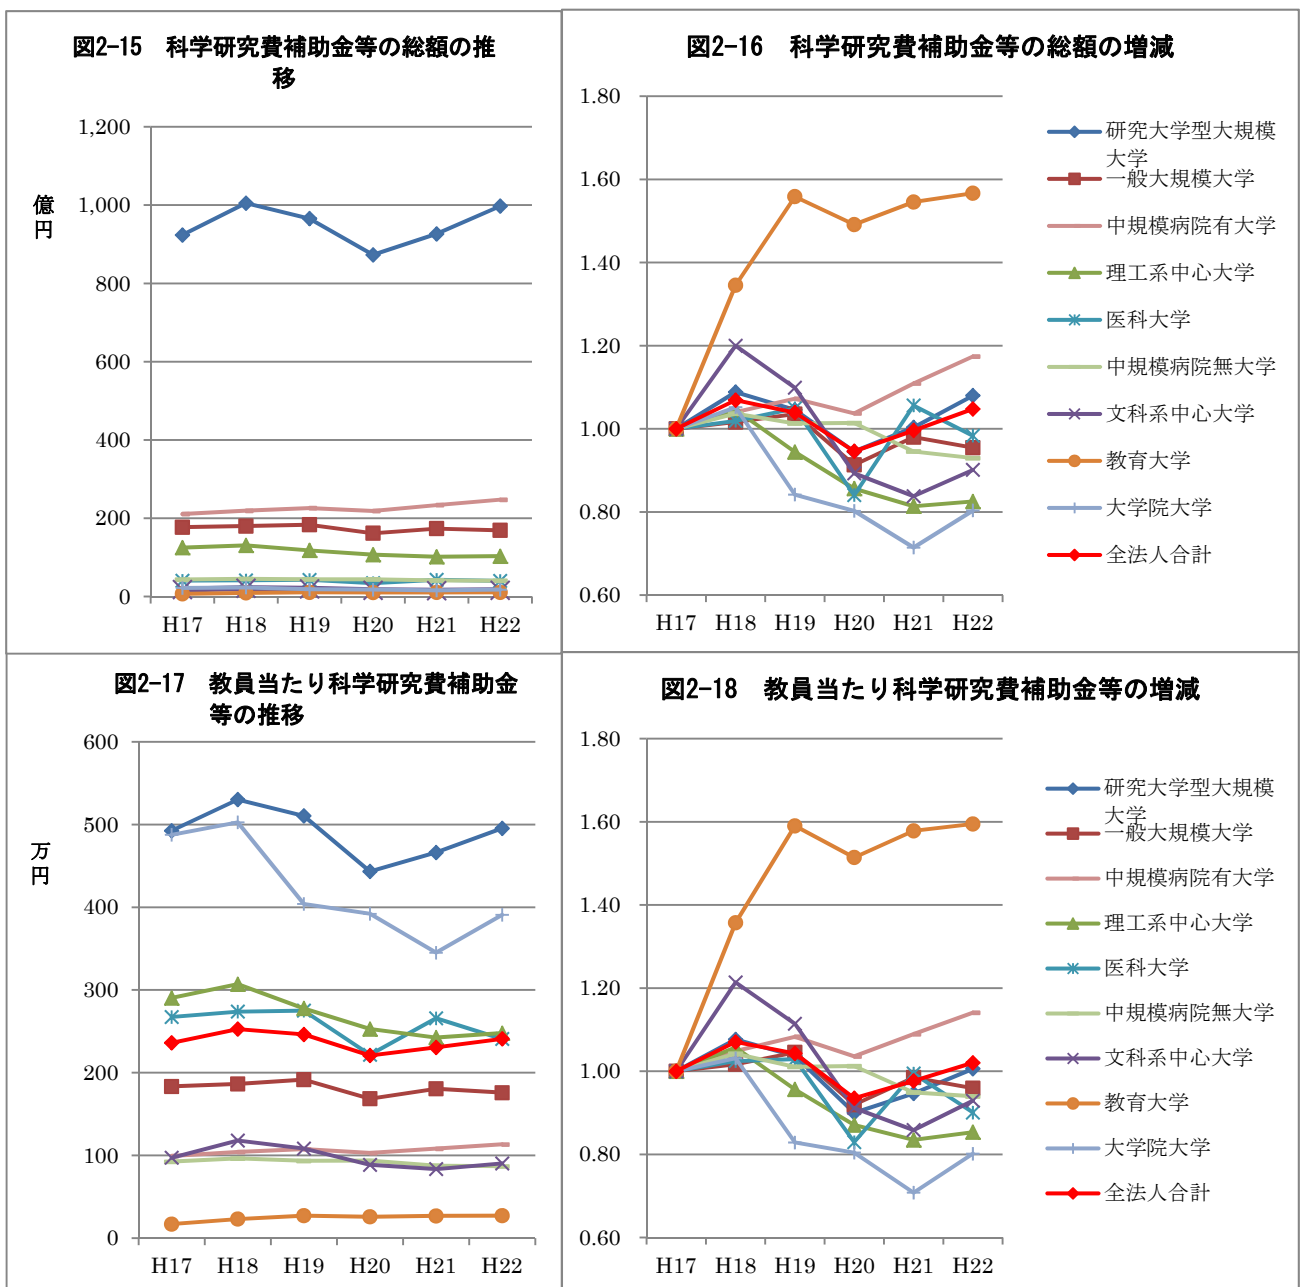 図2-15　科学研究費補助金等の総額の推
移
億
円
1,200
1,000
800
600
400
200
0
H17 H18 H19 H20 H21 H22
図2-16　科学研究費補助金等の総額の増減
1.80
1.60
1.40
1.20
1.00
0.80
0.60
H17 H18 H19 H20 H21 H22
研究大学型大規模
大学
一般大規模大学
中規模病院有大学
理工系中心大学
医科大学
中規模病院無大学
文科系中心大学
教育大学
大学院大学
全法人合計
図2-17　教員当たり科学研究費補助金
等の推移
万
円
600
500
400
300
200
100
0
H17 H18 H19 H20 H21 H22
図2-18　教員当たり科学研究費補助金等の増減
1.80
1.60
1.40
1.20
1.00
0.80
0.60
H17 H18 H19 H20 H21 H22
研究大学型大規模
大学
一般大規模大学
中規模病院有大学
理工系中心大学
医科大学
中規模病院無大学
文科系中心大学
教育大学
大学院大学
全法人合計